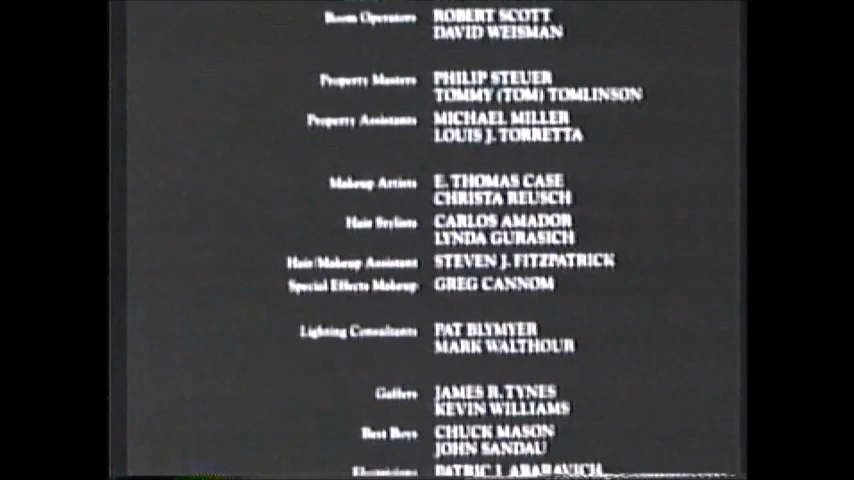 Boom Operators ROBERT SCOTT
DAVID WEISMAN
Property Masters PHILIP STEUER
TOMMY (TOM) TOMLINSON
Property Assistants MICHAEL MILLER
LOUIS J. TORRETTA
Makeup Artists E. THOMAS CASE
CHRISTA REUSCH
Hair Stylists CARLOS AMADOR
LYNDA GURASICH
Hair/Makeup Assistant STEVEN J. FITZPATRICK
Special Effects Makeup GREG CANNOM
Lighting Consultants PAT BLYMYER
MARK WALTHOUR
Gaffers JAMES R. TYNES
KEVIN WILLIAMS
Best Boys CHUCK MASON
JOHN SANDAU
Electricians PATRIC J. ABARAVICH